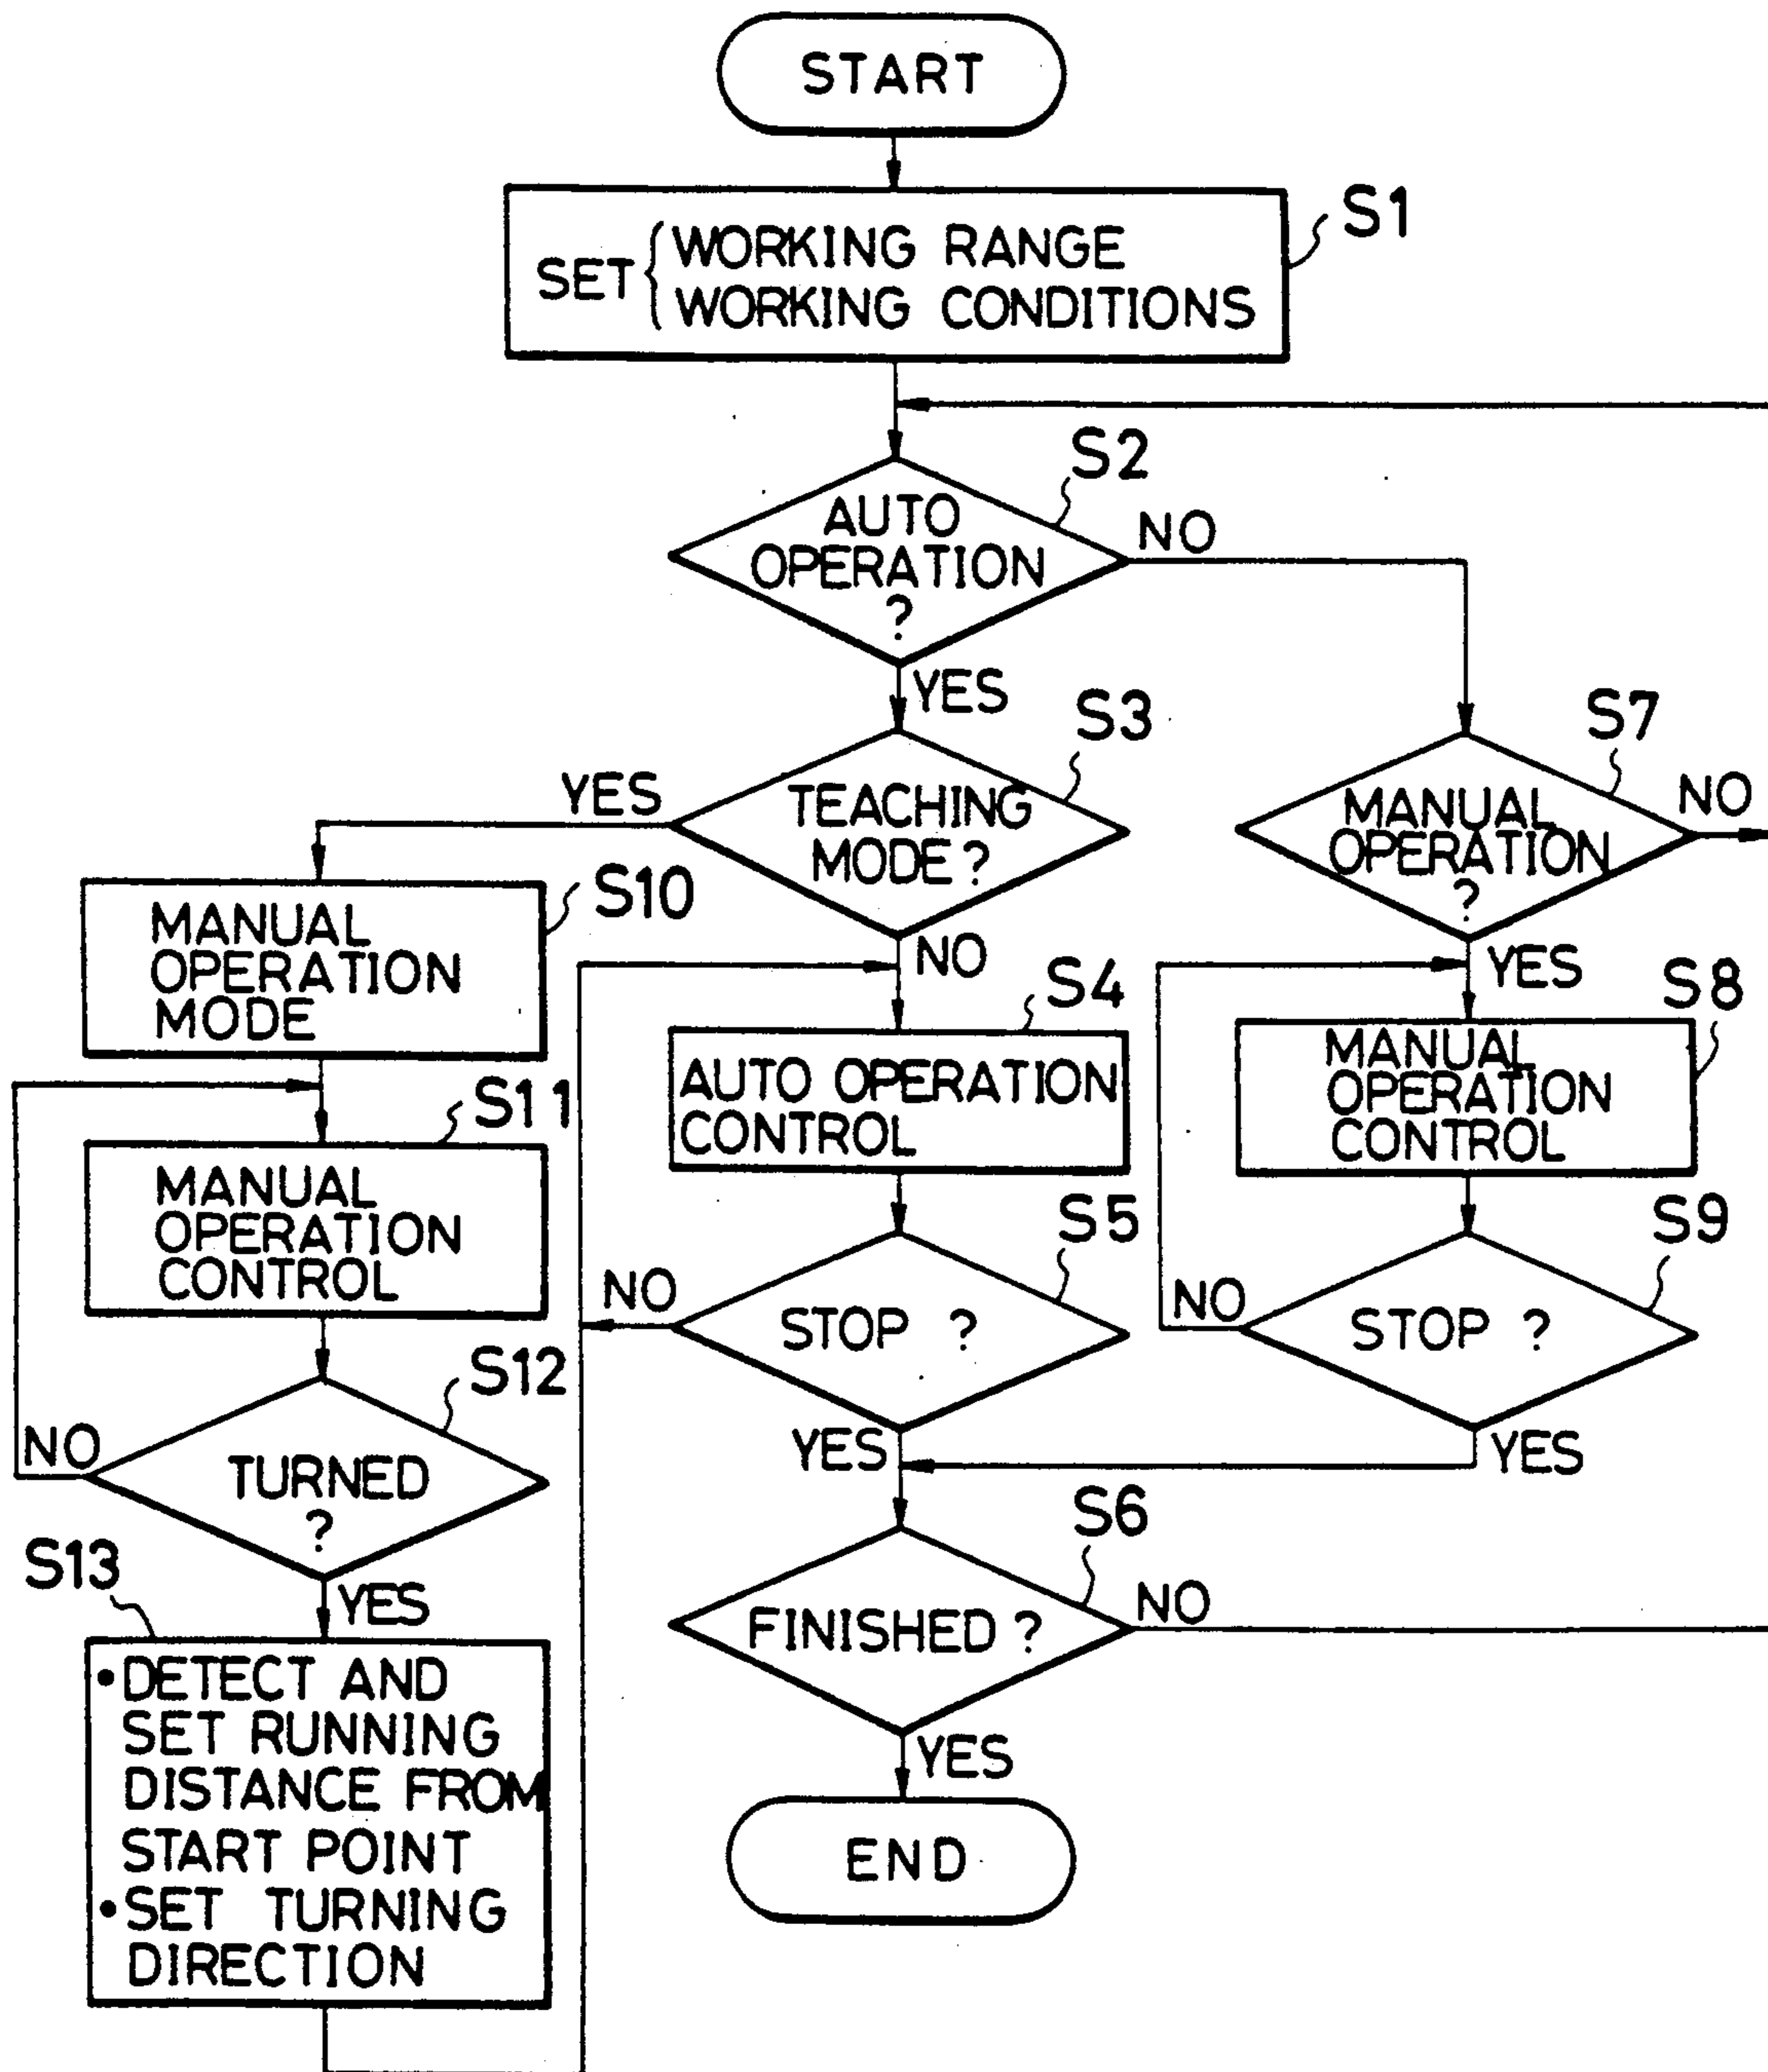 START
S1
SET { WORKING RANGE
WORKING CONDITIONS
S2
AUTO
OPERATION
?
NO
YES
S3
YES
TEACHING
MODE?
NO
S7
MANUAL
OPERATION
?
NO
YES
S10
MANUAL
OPERATION
MODE
S4
AUTO OPERATION
CONTROL
S8
MANUAL
OPERATION
CONTROL
S11
MANUAL
OPERATION
CONTROL
S5
NO
STOP ?
YES
S9
NO
STOP ?
YES
S12
NO
TURNED
?
YES
S6
FINISHED ?
NO
YES
S13
•DETECT AND
SET RUNNING
DISTANCE FROM
START POINT
•SET TURNING
DIRECTION
END